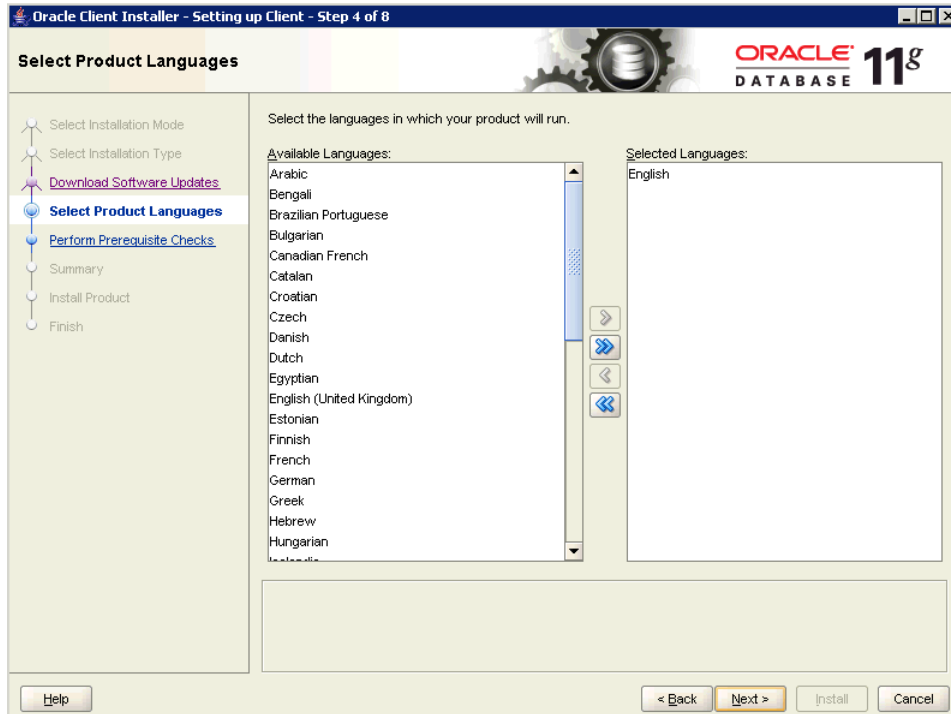 Oracle Client Installer - Setting up Client - Step 4 of 8
Select Product Languages
ORACLE
DATABASE
11g
Select Installation Mode
Select Installation Type
Download Software Updates
Select Product Languages
Perform Prerequisite Checks
Summary
Install Product
Finish
Select the languages in which your product will run.
Available Languages:
Arabic
Bengali
Brazilian Portuguese
Bulgarian
Canadian French
Catalan
Croatian
Czech
Danish
Dutch
Egyptian
English (United Kingdom)
Estonian
Finnish
French
German
Greek
Hebrew
Hungarian
Selected Languages:
English
Help
< Back
Next >
Install
Cancel